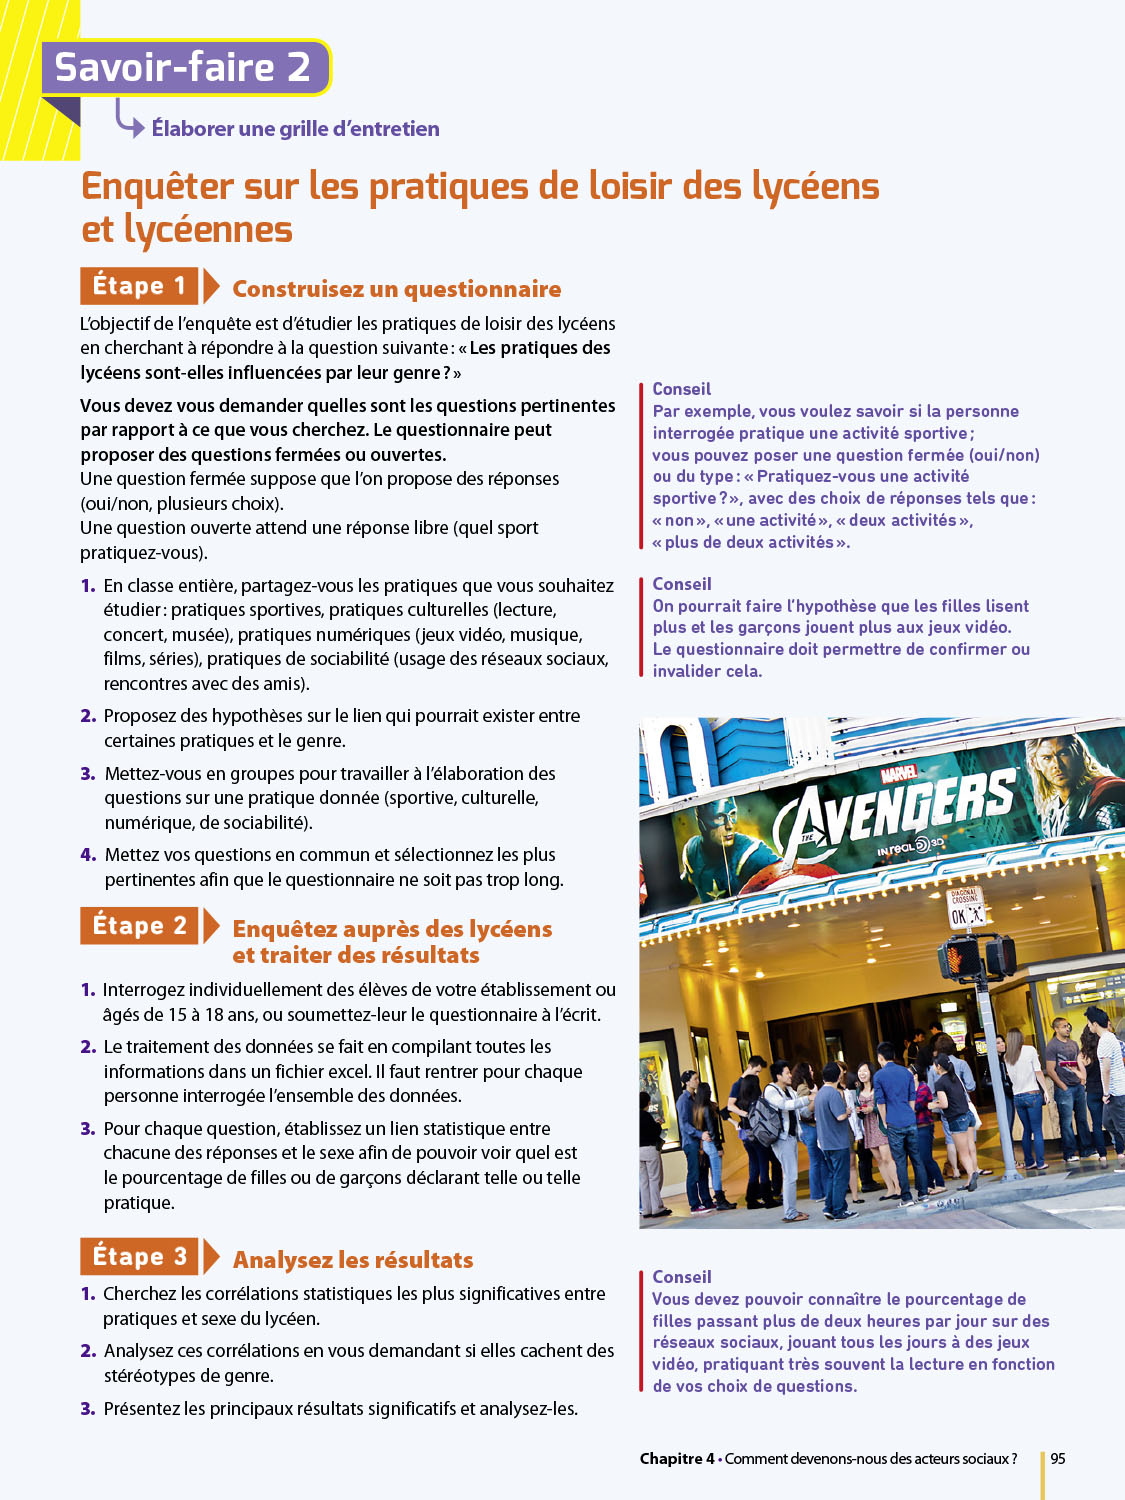 Savoir-faire 2
Élaborer une grille d'entretien
Enquêter sur les pratiques de loisir des lycéens
et lycéennes
Étape 1
Construisez un questionnaire
L'objectif de l'enquête est d'étudier les pratiques de loisir des lycéens
en cherchant à répondre à la question suivante : « Les pratiques des
lycéens sont-elles influencées par leur genre ? »
Vous devez vous demander quelles sont les questions pertinentes
par rapport à ce que vous cherchez. Le questionnaire peut
proposer des questions fermées ou ouvertes.
Une question fermée suppose que l'on propose des réponses
(oui/non, plusieurs choix).
Une question ouverte attend une réponse libre (quel sport
pratiquez-vous).
1. En classe entière, partagez-vous les pratiques que vous souhaitez
étudier : pratiques sportives, pratiques culturelles (lecture,
concert, musée), pratiques numériques (jeux vidéo, musique,
films, séries), pratiques de sociabilité (usage des réseaux sociaux,
rencontres avec des amis).
2. Proposez des hypothèses sur le lien qui pourrait exister entre
certaines pratiques et le genre.
3. Mettez-vous en groupes pour travailler à l'élaboration des
questions sur une pratique donnée (sportive, culturelle,
numérique, de sociabilité).
4. Mettez vos questions en commun et sélectionnez les plus
pertinentes afin que le questionnaire ne soit pas trop long.
Conseil
Par exemple, vous voulez savoir si la personne
interrogée pratique une activité sportive ;
vous pouvez poser une question fermée (oui/non)
ou du type : « Pratiquez-vous une activité
sportive ? », avec des choix de réponses tels que :
« non », « une activité », « deux activités »,
« plus de deux activités ».
Conseil
On pourrait faire l'hypothèse que les filles lisent
plus et les garçons jouent plus aux jeux vidéo.
Le questionnaire doit permettre de confirmer ou
invalider cela.
MARVEL
THE AVENGERS
IN REAL D 3D
DIAGONAL
CROSSING
OK
Étape 2
Enquêtez auprès des lycéens
et traiter des résultats
1. Interrogez individuellement des élèves de votre établissement ou
âgés de 15 à 18 ans, ou soumettez-leur le questionnaire à l'écrit.
2. Le traitement des données se fait en compilant toutes les
informations dans un fichier excel. Il faut rentrer pour chaque
personne interrogée l'ensemble des données.
3. Pour chaque question, établissez un lien statistique entre
chacune des réponses et le sexe afin de pouvoir voir quel est
le pourcentage de filles ou de garçons déclarant telle ou telle
pratique.
Étape 3
Analysez les résultats
1. Cherchez les corrélations statistiques les plus significatives entre
pratiques et sexe du lycéen.
2. Analysez ces corrélations en vous demandant si elles cachent des
stéréotypes de genre.
3. Présentez les principaux résultats significatifs et analysez-les.
Conseil
Vous devez pouvoir connaître le pourcentage de
filles passant plus de deux heures par jour sur des
réseaux sociaux, jouant tous les jours à des jeux
vidéo, pratiquant très souvent la lecture en fonction
de vos choix de questions.
Chapitre 4 • Comment devenons-nous des acteurs sociaux ?
95